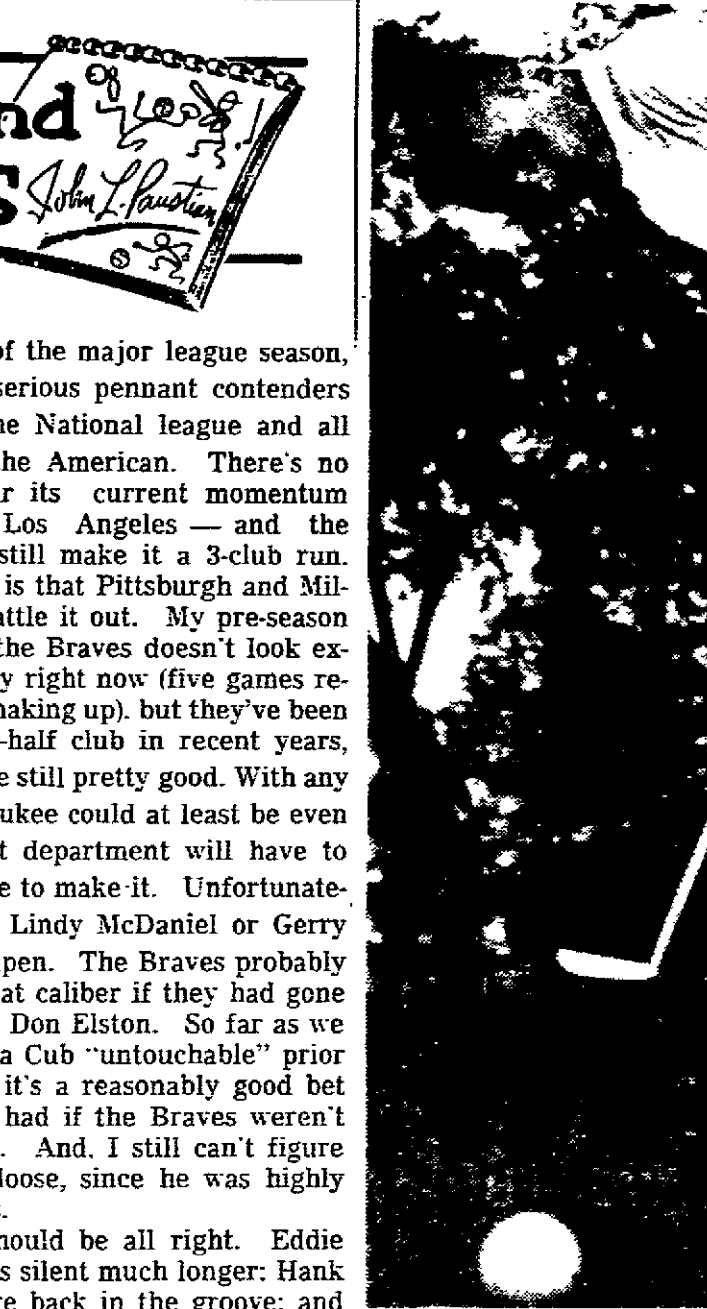 nd
S
John L. Paustian
of the major league season,
serious pennant contenders
he National league and all
the American. There's no
r its current momentum
Los Angeles — and the
still make it a 3-club run.
is that Pittsburgh and Mil-
attle it out. My pre-season
the Braves doesn't look ex-
y right now (five games re-
making up). but they've been
-half club in recent years,
e still pretty good. With any
ukee could at least be even
t department will have to
e to make it. Unfortunate-
Lindy McDaniel or Gerry
pen. The Braves probably
at caliber if they had gone
Don Elston. So far as we
a Cub "untouchable" prior
it's a reasonably good bet
had if the Braves weren't
. And, I still can't figure
loose, since he was highly
s.
hould be all right. Eddie
s silent much longer: Hank
re back in the groove: and